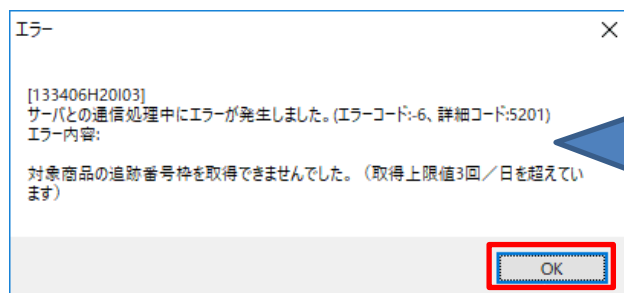 エラー
[133406H20I03]
サーバとの通信処理中にエラーが発生しました。(エラーコード:-6、詳細コード:5201)
エラー内容:
対象商品の追跡番号枠を取得できませんでした。（取得上限値3回／日を超えてい
ます）
OK